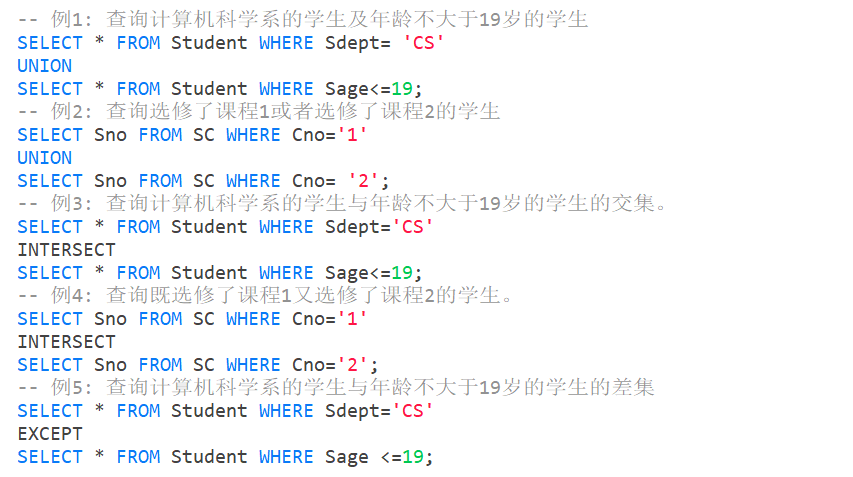 -- 例1: 查询计算机科学系的学生及年龄不大于19岁的学生
SELECT * FROM Student WHERE Sdept= 'CS'
UNION
SELECT * FROM Student WHERE Sage<=19;
-- 例2: 查询选修了课程1或者选修了课程2的学生
SELECT Sno FROM SC WHERE Cno='1'
UNION
SELECT Sno FROM SC WHERE Cno= '2';
-- 例3: 查询计算机科学系的学生与年龄不大于19岁的学生的交集。
SELECT * FROM Student WHERE Sdept='CS'
INTERSECT
SELECT * FROM Student WHERE Sage<=19;
-- 例4: 查询既选修了课程1又选修了课程2的学生。
SELECT Sno FROM SC WHERE Cno='1'
INTERSECT
SELECT Sno FROM SC WHERE Cno='2';
-- 例5: 查询计算机科学系的学生与年龄不大于19岁的学生的差集
SELECT * FROM Student WHERE Sdept='CS'
EXCEPT
SELECT * FROM Student WHERE Sage <=19;